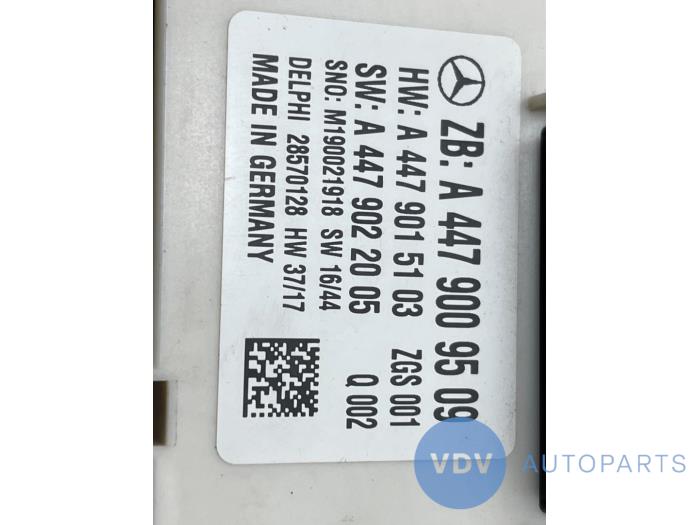 ZB: A 447 900 95 09
HW: A 447 901 51 03 ZGS 001
SW: A 447 902 20 05 Q 002
SNO: M190021918 SW 16/44
DELPHI 28570128 HW 37/17
MADE IN GERMANY
VDV AUTOPARTS